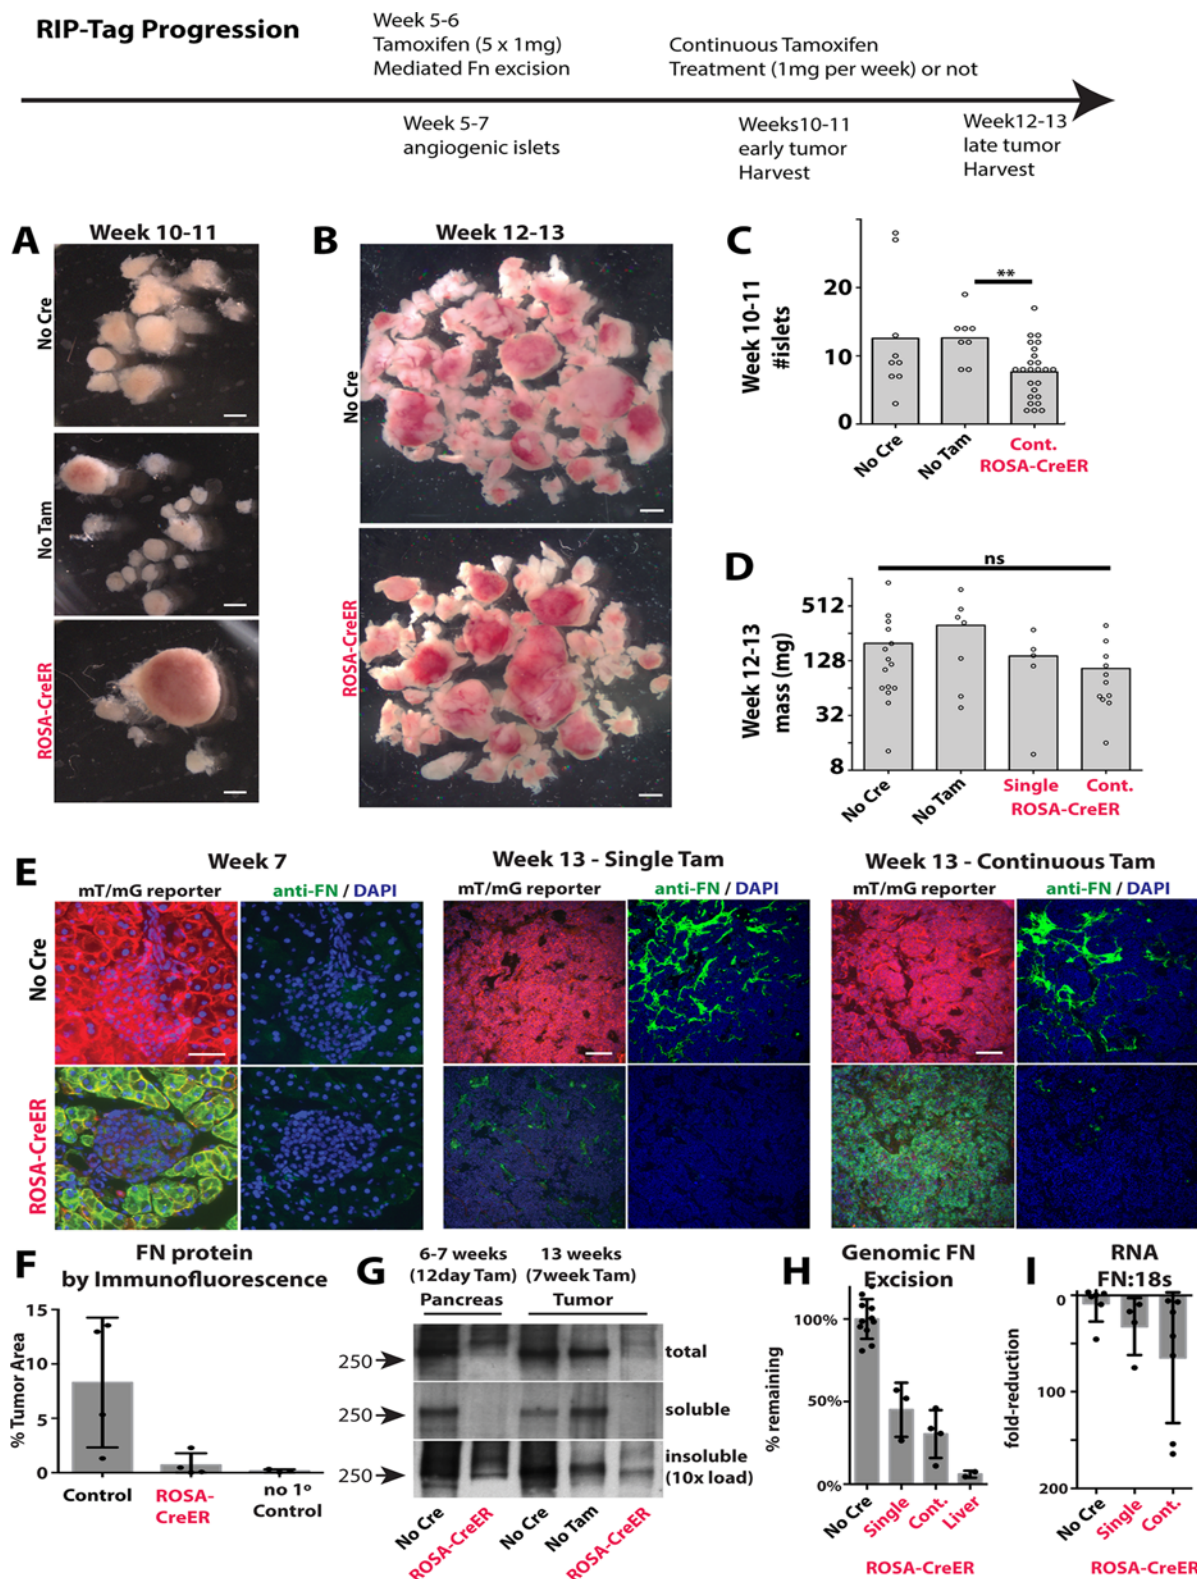 RIP-Tag Progression
Week 5-6
Tamoxifen (5 x 1mg)
Mediated Fn excision
Continuous Tamoxifen
Treatment (1mg per week) or not
Week 5-7
angiogenic islets
Weeks10-11
early tumor
Harvest
Week12-13
late tumor
Harvest
A
Week 10-11
No Cre
No Tam
ROSA-CreER
B
Week 12-13
No Cre
ROSA-CreER
C
Week 10-11
#islets
20
10
0
**
No Cre
No Tam
Cont.
ROSA-CreER
D
Week 12-13
mass (mg)
512
128
32
8
ns
No Cre
No Tam
Single
Cont.
ROSA-CreER
E
Week 7
Week 13 - Single Tam
Week 13 - Continuous Tam
mT/mG reporter
anti-FN / DAPI
mT/mG reporter
anti-FN / DAPI
mT/mG reporter
anti-FN / DAPI
No Cre
ROSA-CreER
F
FN protein
by Immunofluorescence
% Tumor Area
15
10
5
0
Control
ROSA-
CreER
no 1º
Control
G
6-7 weeks
(12day Tam)
Pancreas
13 weeks
(7week Tam)
Tumor
250
total
250
soluble
250
insoluble
(10x load)
No Cre
ROSA-CreER
No Cre
No Tam
ROSA-CreER
H
Genomic FN
Excision
% remaining
100%
50%
0%
No Cre
Single
Cont.
Liver
ROSA-CreER
I
RNA
FN:18s
fold-reduction
0
100
200
No Cre
Single
Cont.
ROSA-CreER